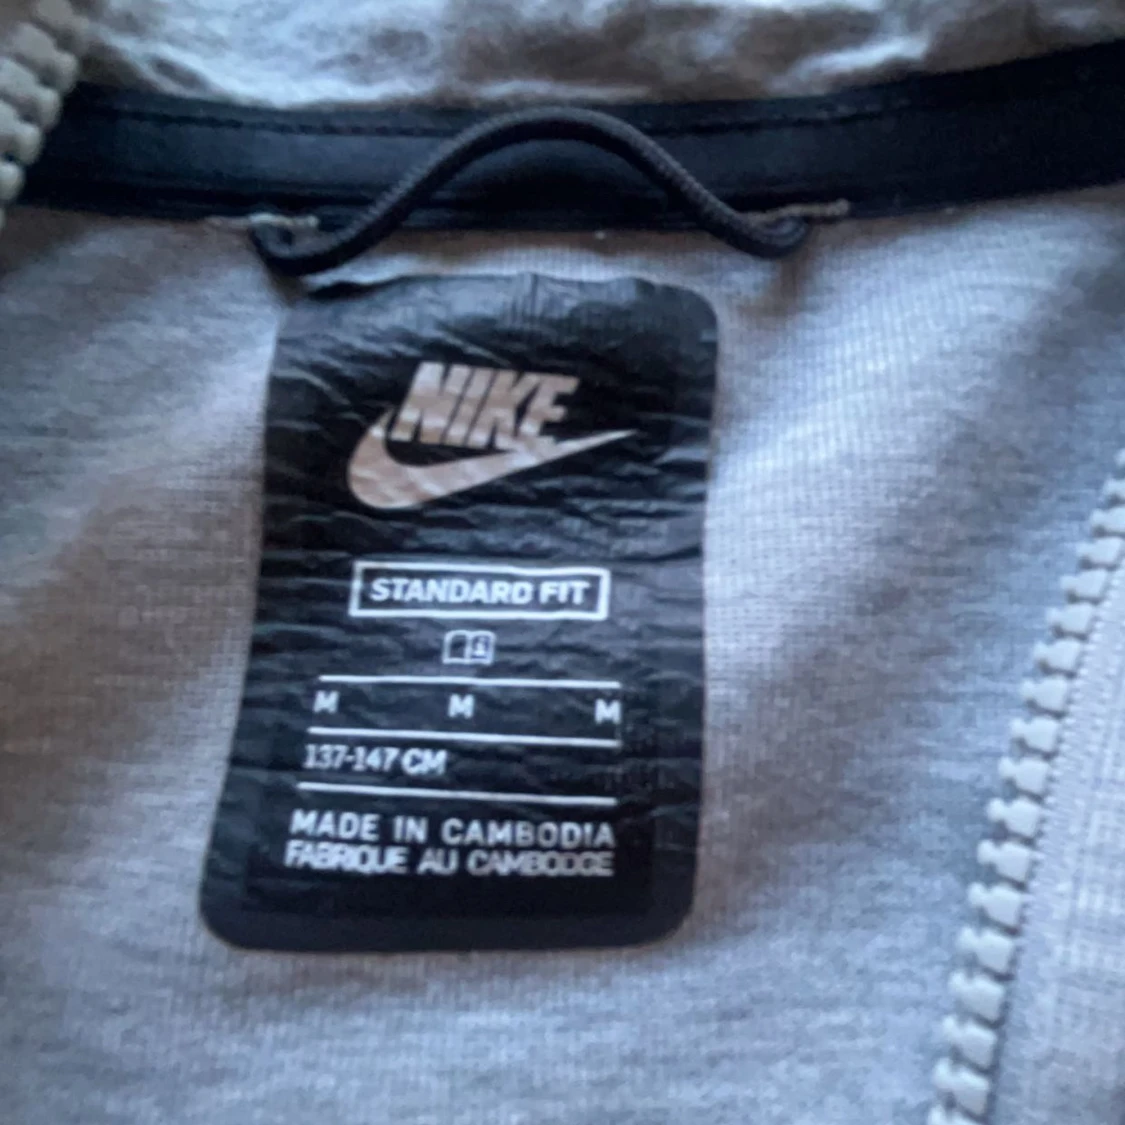 NIKE
STANDARD FIT
M M M
137-147 CM
MADE IN CAMBODIA
FABRIQUE AU CAMBODGE